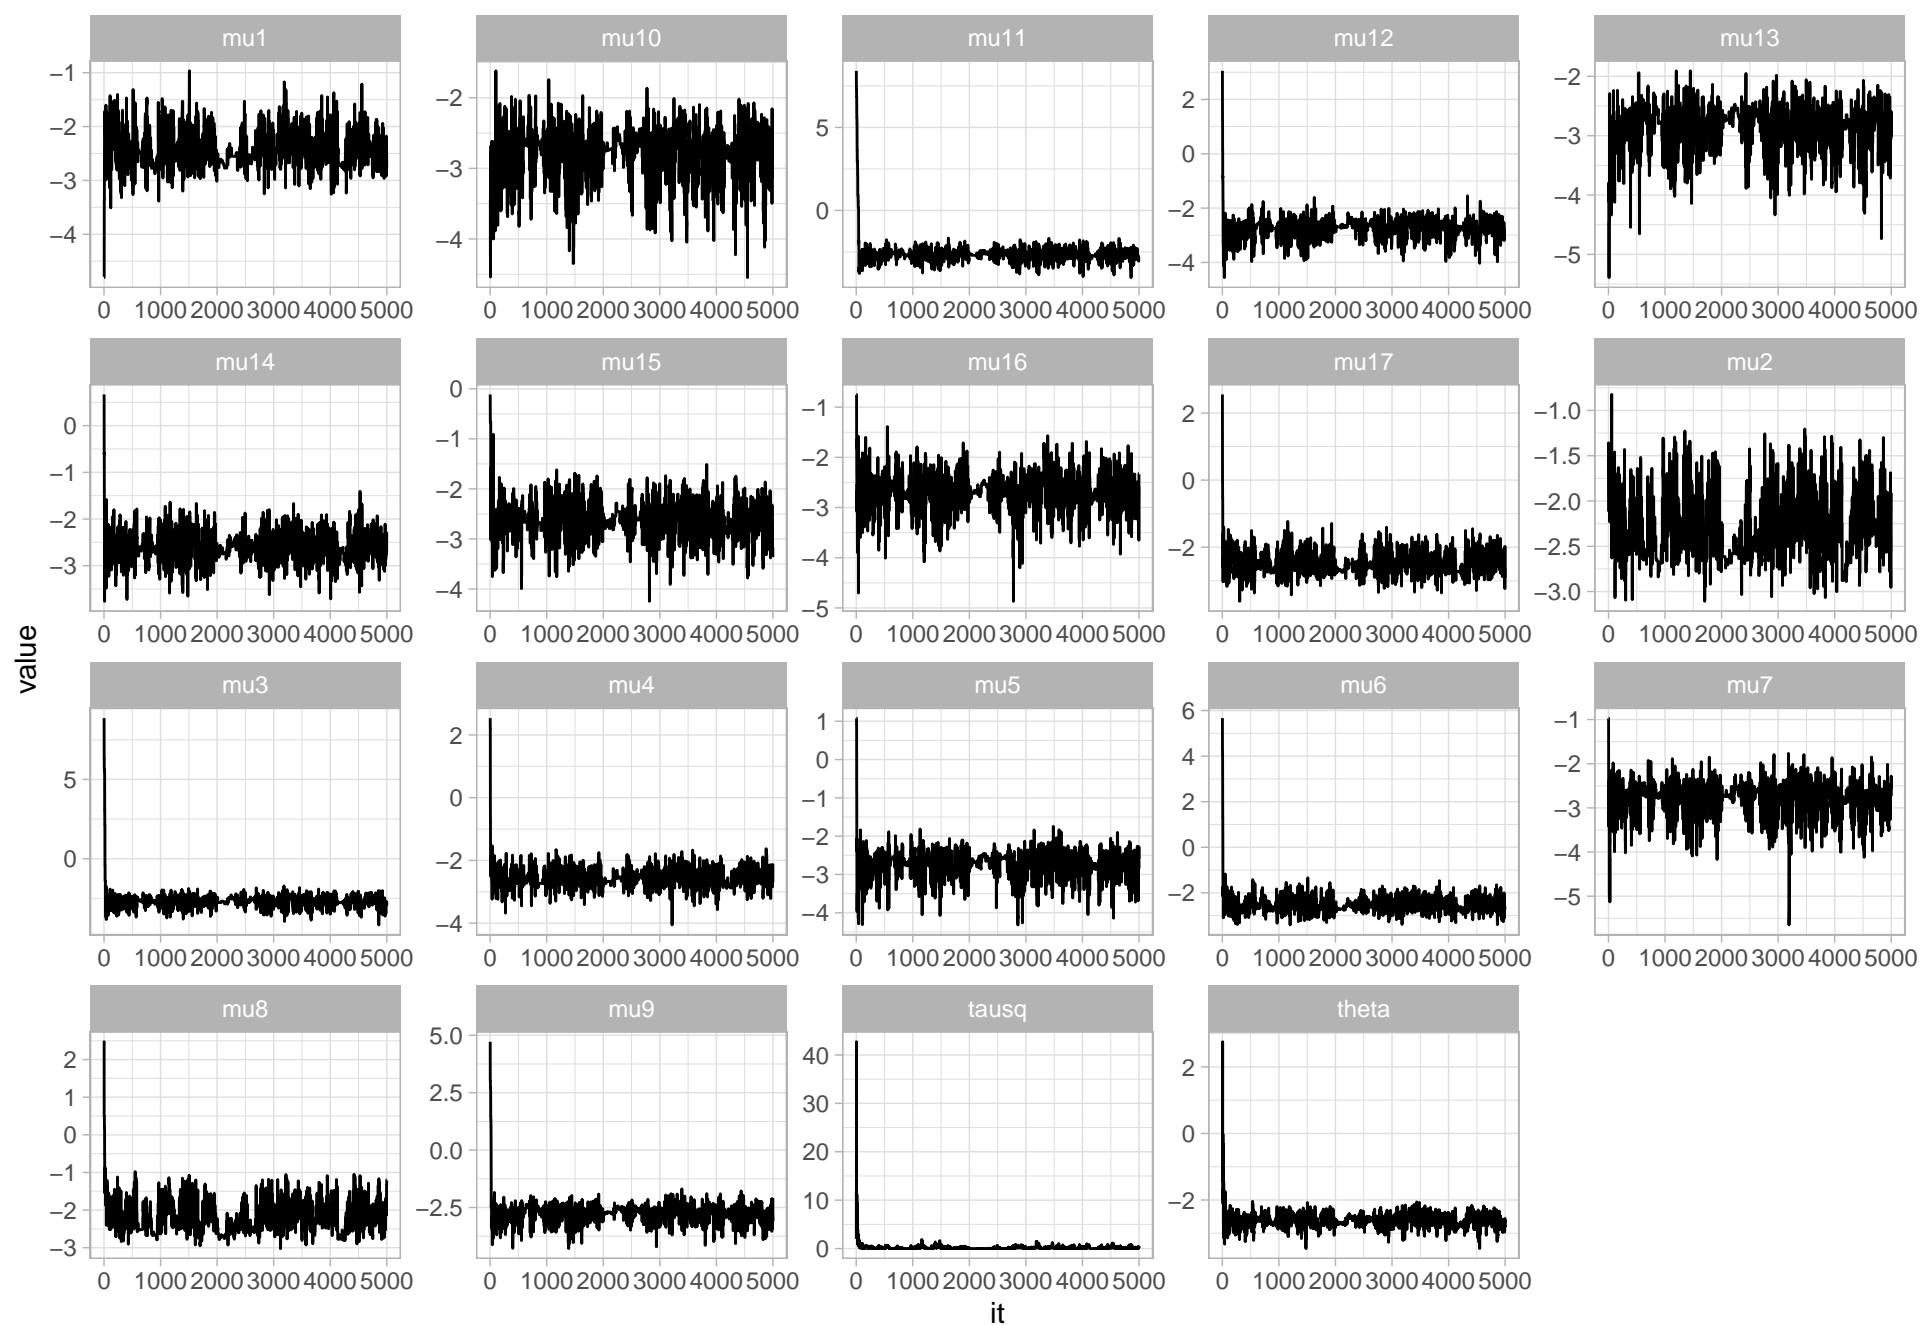 mu1 mu10 mu11 mu12 mu13
−1 −2 −3 −4
−2 −3 −4
5 0
2 0 −2 −4
−2 −3 −4 −5
0 1000 2000 3000 4000 5000 0 1000 2000 3000 4000 5000 0 1000 2000 3000 4000 5000 0 1000 2000 3000 4000 5000 0 1000 2000 3000 4000 5000
mu14 mu15 mu16 mu17 mu2
0 −1 −2 −3
0 −1 −2 −3 −4
−1 −2 −3 −4 −5
2 0 −2
−1.0 −1.5 −2.0 −2.5 −3.0
0 1000 2000 3000 4000 5000 0 1000 2000 3000 4000 5000 0 1000 2000 3000 4000 5000 0 1000 2000 3000 4000 5000 0 1000 2000 3000 4000 5000
value
mu3 mu4 mu5 mu6 mu7
5 0
2 0 −2 −4
1 0 −1 −2 −3 −4
6 4 2 0 −2
−1 −2 −3 −4 −5
0 1000 2000 3000 4000 5000 0 1000 2000 3000 4000 5000 0 1000 2000 3000 4000 5000 0 1000 2000 3000 4000 5000 0 1000 2000 3000 4000 5000
mu8 mu9 tausq theta
2 1 0 −1 −2 −3
5.0 2.5 0.0 −2.5
40 30 20 10 0
2 0 −2
0 1000 2000 3000 4000 5000 0 1000 2000 3000 4000 5000 0 1000 2000 3000 4000 5000 0 1000 2000 3000 4000 5000
it